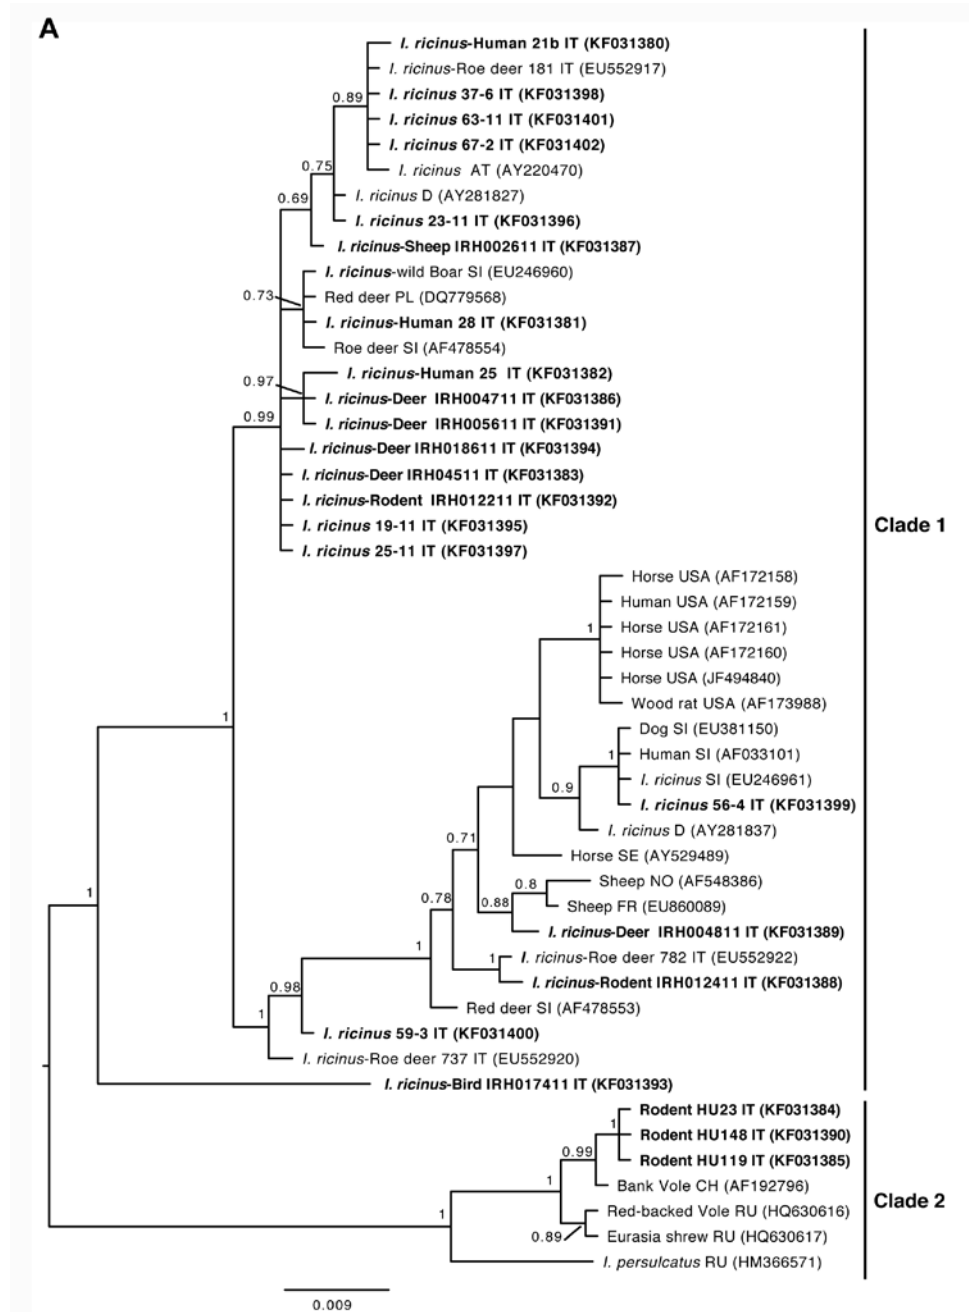 A
I. ricinus-Human 21b IT (KF031380)
I. ricinus-Roe deer 181 IT (EU552917)
0.89
I. ricinus 37-6 IT (KF031398)
I. ricinus 63-11 IT (KF031401)
I. ricinus 67-2 IT (KF031402)
0.75
I. ricinus AT (AY220470)
I. ricinus D (AY281827)
0.69
I. ricinus 23-11 IT (KF031396)
I. ricinus-Sheep IRH002611 IT (KF031387)
I. ricinus-wild Boar SI (EU246960)
0.73
Red deer PL (DQ779568)
I. ricinus-Human 28 IT (KF031381)
Roe deer SI (AF478554)
I. ricinus-Human 25 IT (KF031382)
0.97
I. ricinus-Deer IRH004711 IT (KF031386)
0.99
I. ricinus-Deer IRH005611 IT (KF031391)
I. ricinus-Deer IRH018611 IT (KF031394)
I. ricinus-Deer IRH04511 IT (KF031383)
I. ricinus-Rodent IRH012211 IT (KF031392)
I. ricinus 19-11 IT (KF031395)
Clade 1
I. ricinus 25-11 IT (KF031397)
Horse USA (AF172158)
Human USA (AF172159)
1
Horse USA (AF172161)
Horse USA (AF172160)
Horse USA (JF494840)
Wood rat USA (AF173988)
1
Dog SI (EU381150)
1
Human SI (AF033101)
I. ricinus SI (EU246961)
0.9
I. ricinus 56-4 IT (KF031399)
I. ricinus D (AY281837)
0.71
Horse SE (AY529489)
0.8
Sheep NO (AF548386)
1
0.78
0.88
Sheep FR (EU860089)
I. ricinus-Deer IRH004811 IT (KF031389)
1
1
I. ricinus-Roe deer 782 IT (EU552922)
I. ricinus-Rodent IRH012411 IT (KF031388)
0.98
Red deer SI (AF478553)
1
I. ricinus 59-3 IT (KF031400)
I. ricinus-Roe deer 737 IT (EU552920)
I. ricinus-Bird IRH017411 IT (KF031393)
Rodent HU23 IT (KF031384)
1
Rodent HU148 IT (KF031390)
0.99
Rodent HU119 IT (KF031385)
1
Bank Vole CH (AF192796)
Clade 2
1
Red-backed Vole RU (HQ630616)
0.89
Eurasia shrew RU (HQ630617)
I. persulcatus RU (HM366571)
0.009